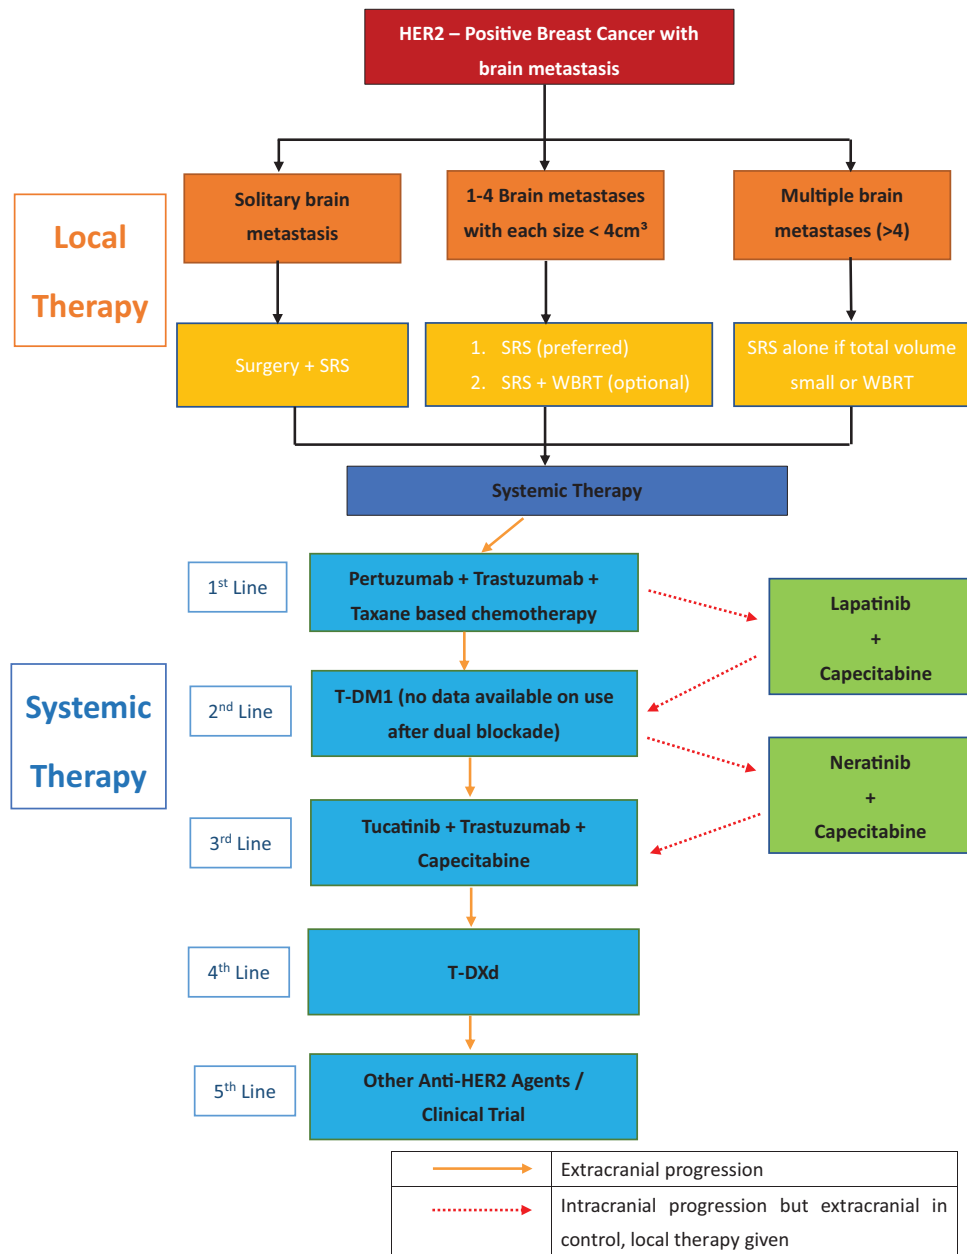 HER2 – Positive Breast Cancer with
brain metastasis
Local
Therapy
Solitary brain
metastasis
1-4 Brain metastases
with each size < 4cm³
Multiple brain
metastases (>4)
Surgery + SRS
1. SRS (preferred)
2. SRS + WBRT (optional)
SRS alone if total volume
small or WBRT
Systemic Therapy
Systemic
Therapy
1st Line
Pertuzumab + Trastuzumab +
Taxane based chemotherapy
Lapatinib
+
Capecitabine
2nd Line
T-DM1 (no data available on use
after dual blockade)
Neratinib
+
Capecitabine
3rd Line
Tucatinib + Trastuzumab +
Capecitabine
4th Line
T-DXd
5th Line
Other Anti-HER2 Agents /
Clinical Trial
Extracranial progression
Intracranial progression but extracranial in
control, local therapy given